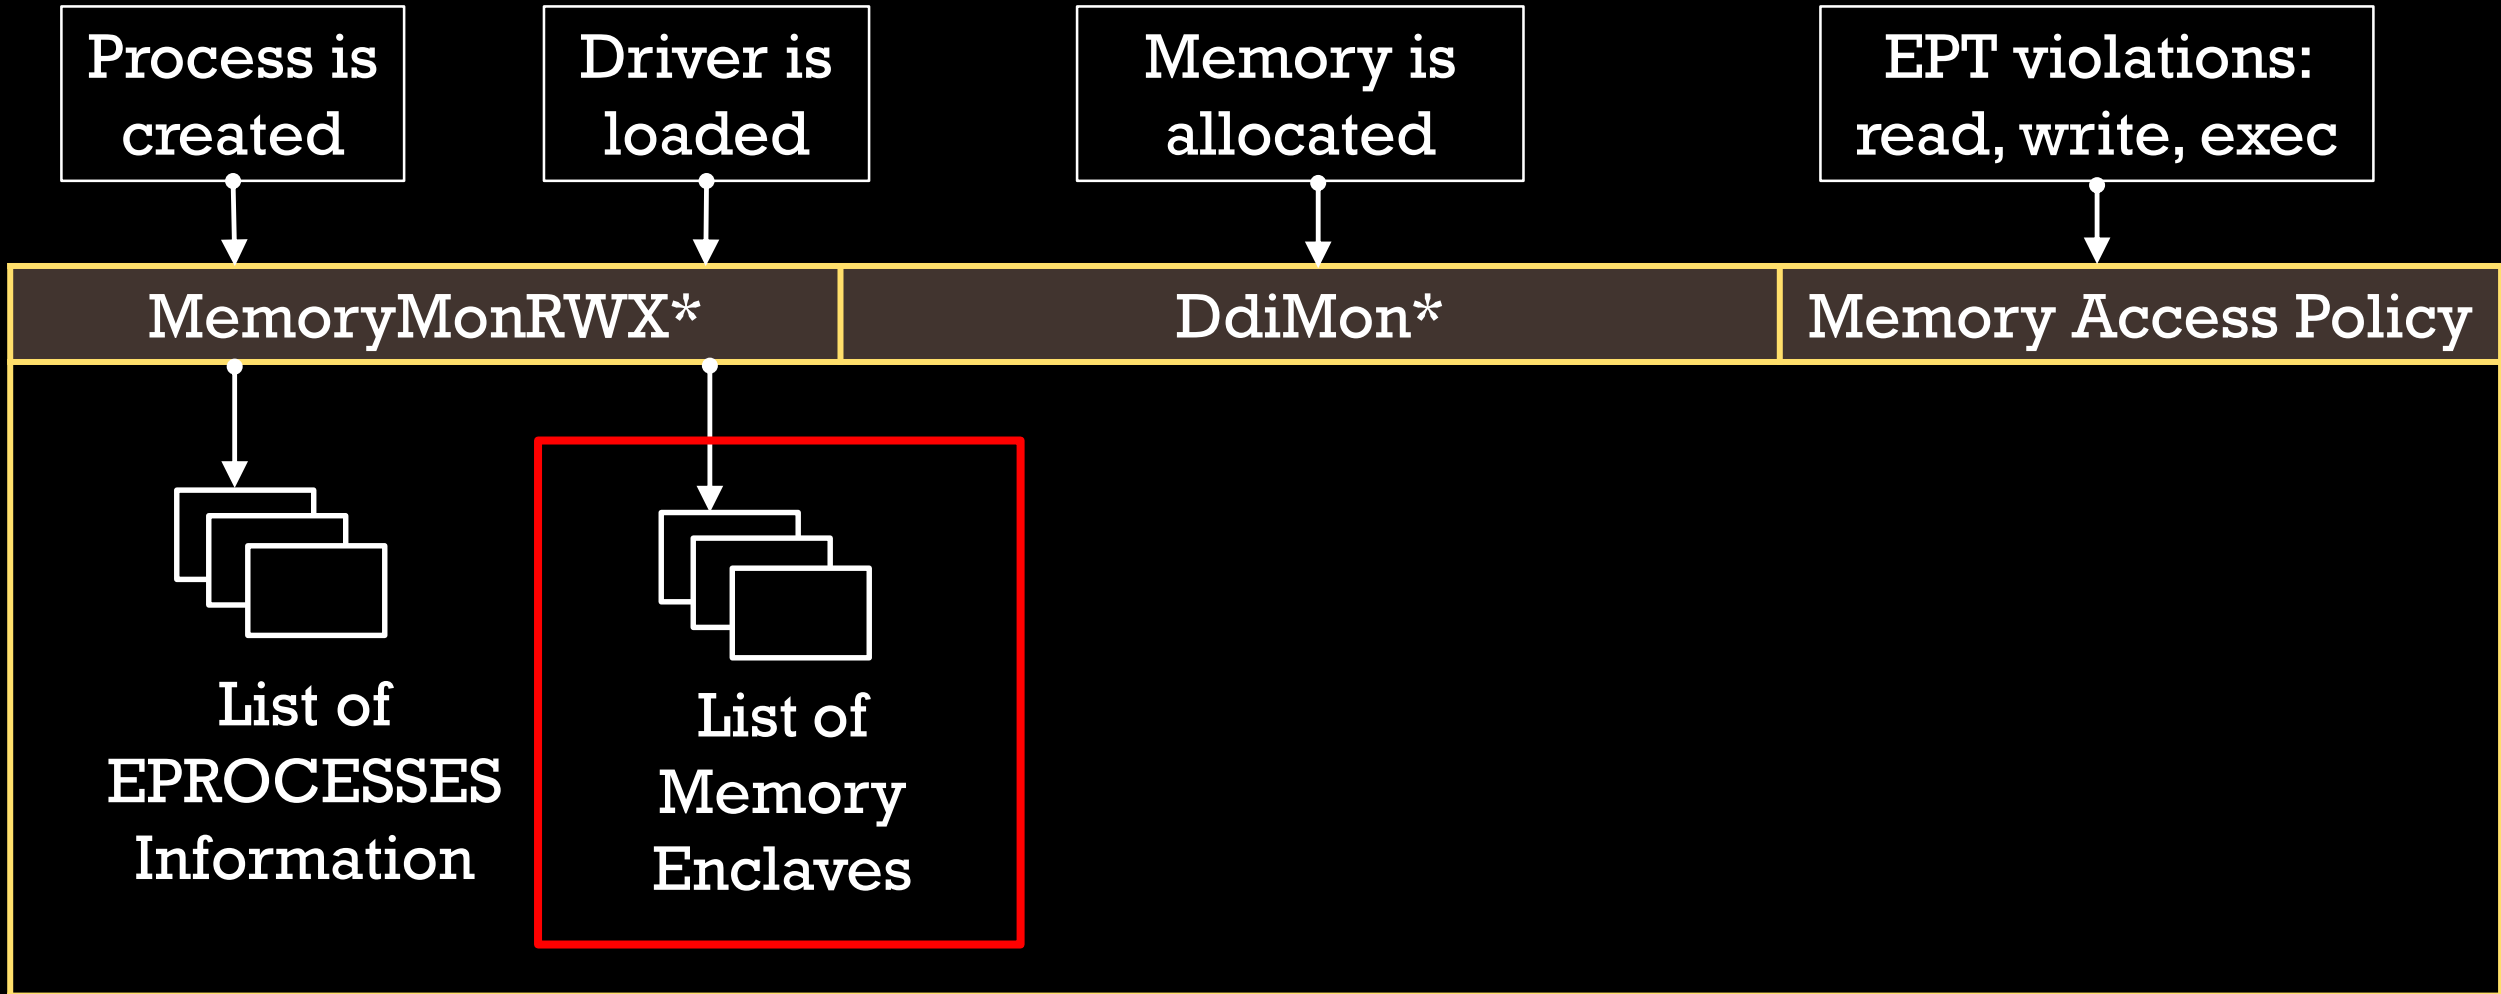 Process is
created
Driver is
loaded
Memory is
allocated
EPT violations:
read, write, exec
MemoryMonRWX*
DdiMon*
Memory Access Policy
List of
EPROCESSES
Information
List of
Memory
Enclaves